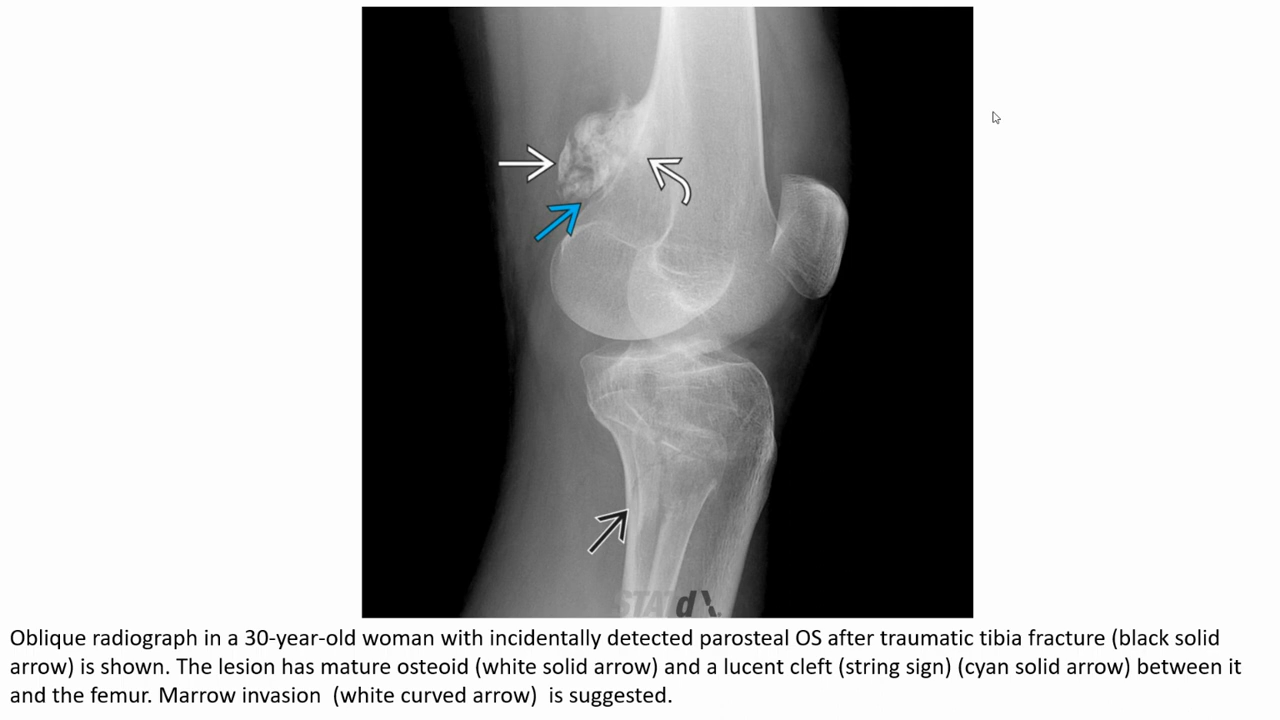 STATdx
Oblique radiograph in a 30-year-old woman with incidentally detected parosteal OS after traumatic tibia fracture (black solid
arrow) is shown. The lesion has mature osteoid (white solid arrow) and a lucent cleft (string sign) (cyan solid arrow) between it
and the femur. Marrow invasion  (white curved arrow)  is suggested.